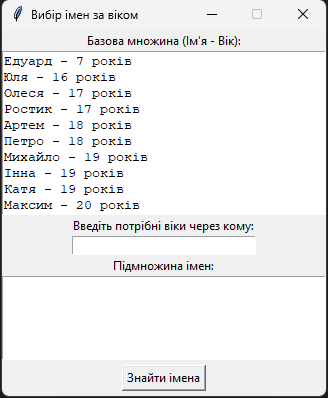 Вибір імен за віком
Базова множина (Ім'я - Вік):
Едуард - 7 років
Юля - 16 років
Олеся - 17 років
Ростик - 17 років
Артем - 18 років
Петро - 18 років
Михайло - 19 років
Інна - 19 років
Катя - 19 років
Максим - 20 років
Введіть потрібні віки через кому:
Підмножина імен:
Знайти імена